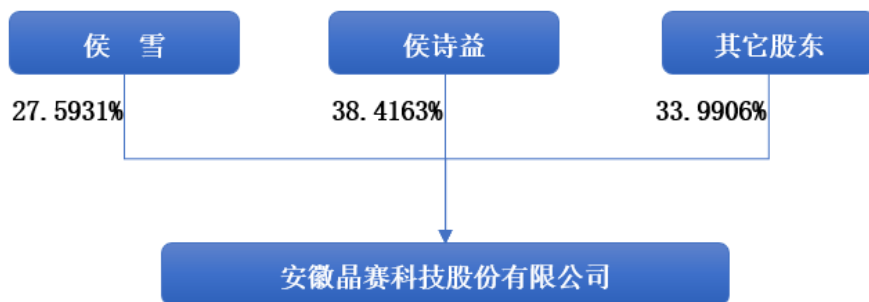 侯　雪
侯诗益
其它股东
27.5931%
38.4163%
33.9906%
安徽晶赛科技股份有限公司